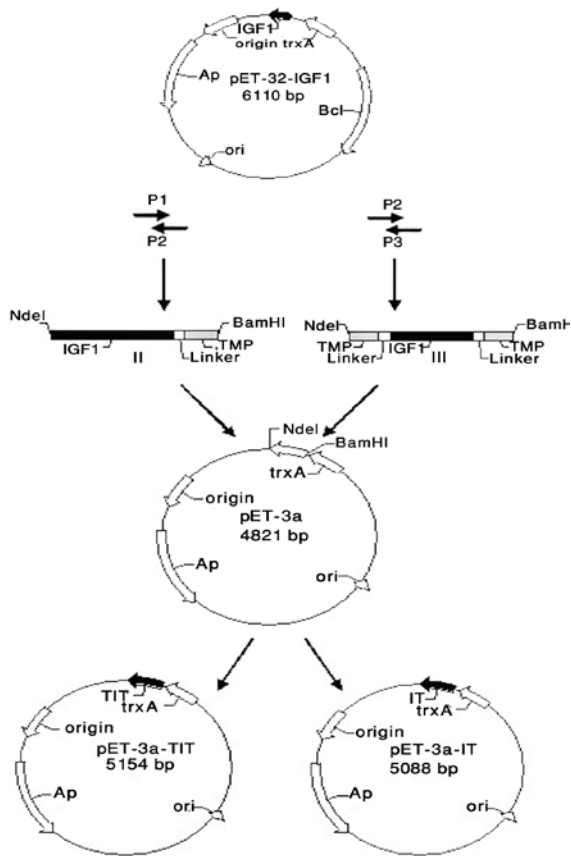 IGF1
origin trxA
pET-32-IGF1
6110 bp
Ap
Bcl
ori
P1
P2
P2
P3
NdeI
BamHI
IGF1
II
Linker
TMP
NdeI
BamH
TMP
Linker
IGF1
III
Linker
TMP
NdeI
BamHI
trxA
origin
pET-3a
4821 bp
Ap
ori
TIT
trxA
origin
pET-3a-TIT
5154 bp
Ap
ori
IT
trxA
origin
pET-3a-IT
5088 bp
Ap
ori